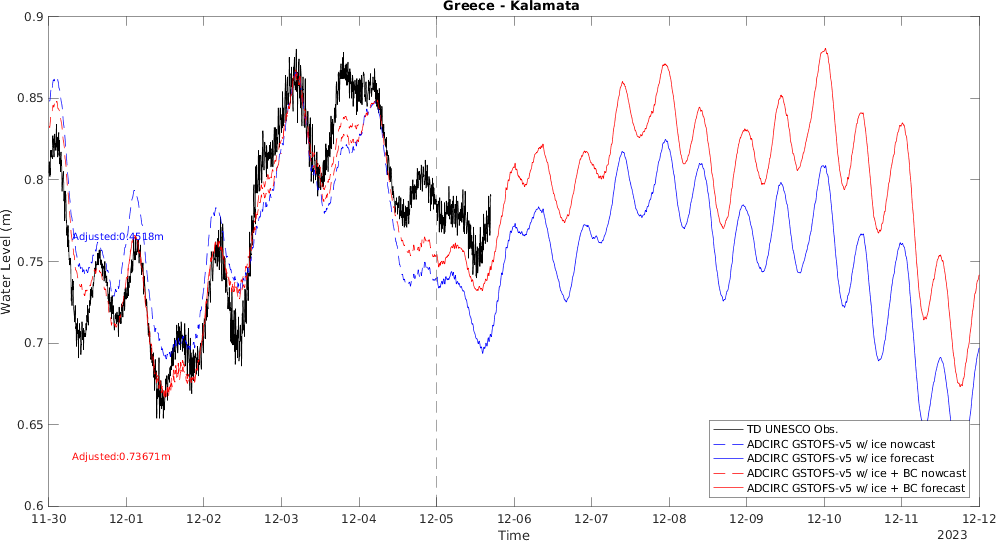 Greece - Kalamata
0.9
0.85
0.8
0.75
0.7
0.65
0.6
Water Level (m)
Adjusted:0.4518m
Adjusted:0.73671m
TD UNESCO Obs.
ADCIRC GSTOFS-v5 w/ ice nowcast
ADCIRC GSTOFS-v5 w/ ice forecast
ADCIRC GSTOFS-v5 w/ ice + BC nowcast
ADCIRC GSTOFS-v5 w/ ice + BC forecast
11-30 12-01 12-02 12-03 12-04 12-05 12-06 12-07 12-08 12-09 12-10 12-11 12-12
Time
2023